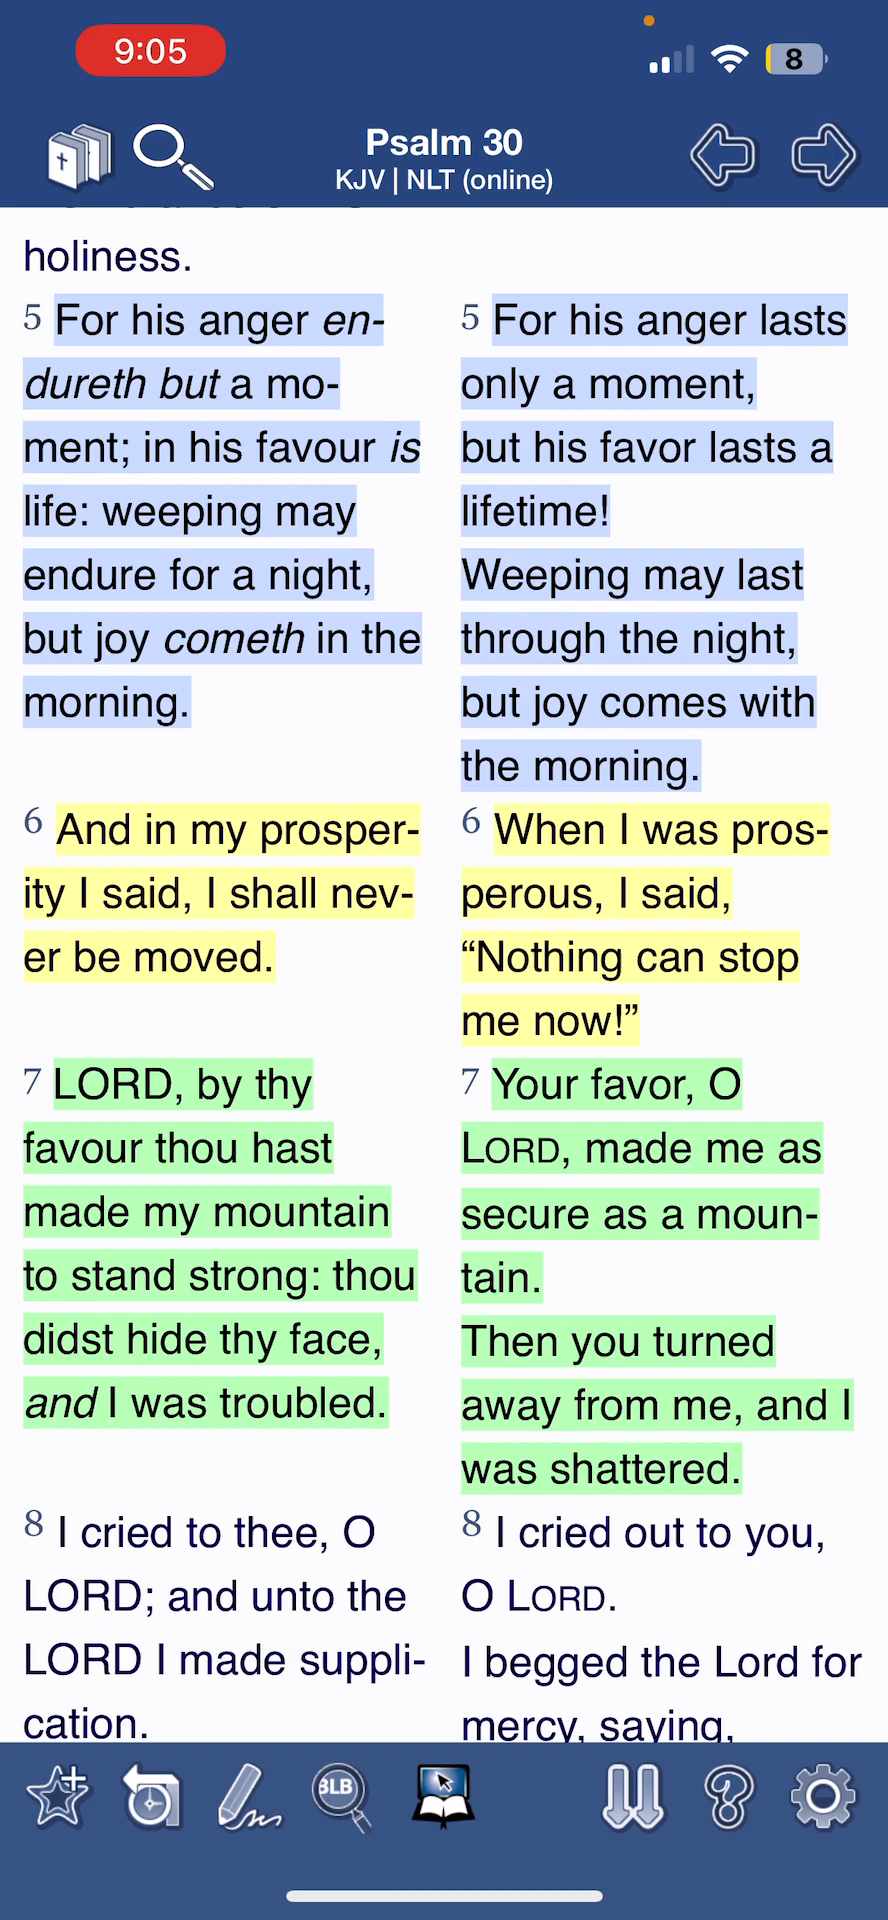 9:05
8
Psalm 30
KJV | NLT (online)
holiness.
5 For his anger en-
dureth but a mo-
ment; in his favour is
life: weeping may
endure for a night,
but joy cometh in the
morning.
6 And in my prosper-
ity I said, I shall nev-
er be moved.
7 LORD, by thy
favour thou hast
made my mountain
to stand strong: thou
didst hide thy face,
and I was troubled.
8 I cried to thee, O
LORD; and unto the
LORD I made suppli-
cation.
5 For his anger lasts
only a moment,
but his favor lasts a
lifetime!
Weeping may last
through the night,
but joy comes with
the morning.
6 When I was pros-
perous, I said,
“Nothing can stop
me now!”
7 Your favor, O
LORD, made me as
secure as a moun-
tain.
Then you turned
away from me, and I
was shattered.
8 I cried out to you,
O LORD.
I begged the Lord for
mercy, saying,
BLB